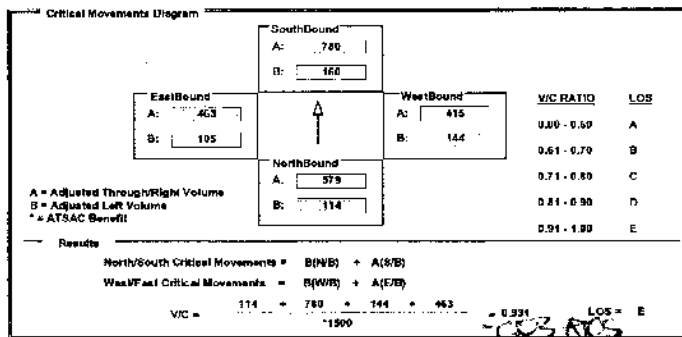 Critical Movements Diagram
SouthBound
A: 780
B: 160
EastBound
A: 463
B: 105
WestBound
A: 415
B: 144
NorthBound
A: 579
B: 114
V/C RATIO LOS
0.00 - 0.60 A
0.61 - 0.70 B
0.71 - 0.80 C
0.81 - 0.90 D
0.91 - 1.00 E
A = Adjusted Through/Right Volume
B = Adjusted Left Volume
* = ATSAC Benefit
Results
North/South Critical Movements = B(N/B) + A(S/B)
West/East Critical Movements = B(W/B) + A(E/B)
V/C = 114 + 780 + 144 + 463 = 0.931 LOS = E
*1500